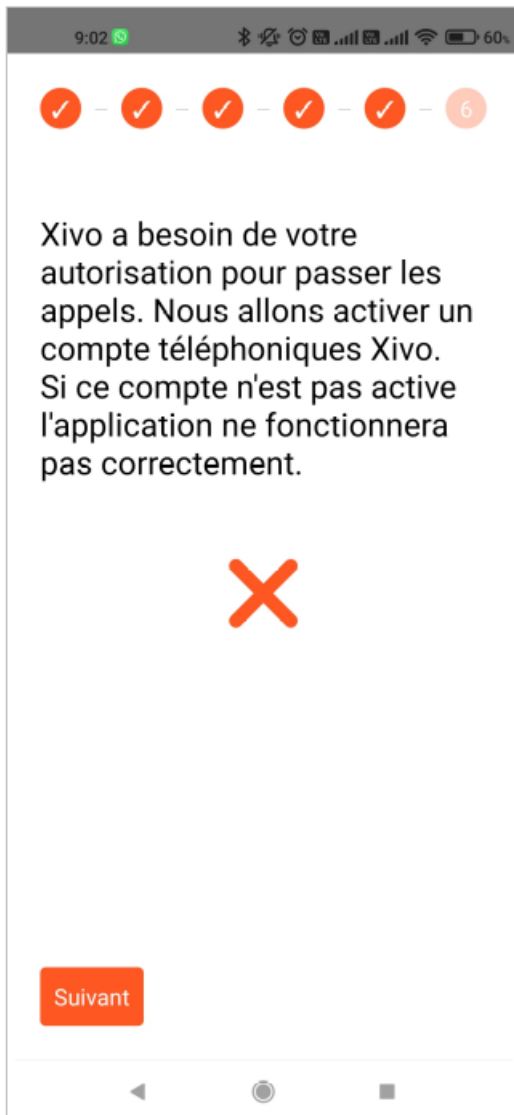 9:02 60%
6
Xivo a besoin de votre
autorisation pour passer les
appels. Nous allons activer un
compte téléphoniques Xivo.
Si ce compte n'est pas active
l'application ne fonctionnera
pas correctement.
Suivant